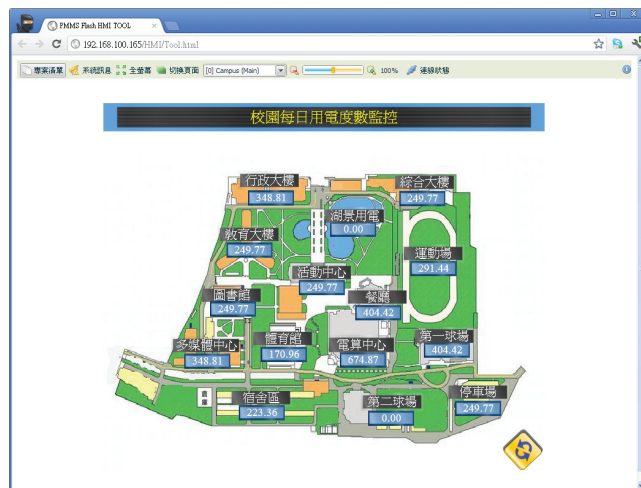 PMMS Flash HMI TOOL
192.168.100.165/HMI/Tool.html
專案清單 系統訊息 全螢幕 切換頁面 [0] Campus (Main) 100% 連線狀態
校園每日用電度數監控
行政大樓
348.81
綜合大樓
249.77
湖景用電
0.00
教育大樓
249.77
運動場
291.44
活動中心
249.77
圖書館
249.77
餐廳
404.42
多媒體中心
348.81
體育館
170.96
電算中心
674.87
第一球場
404.42
宿舍區
223.36
第二球場
0.00
停車場
249.77